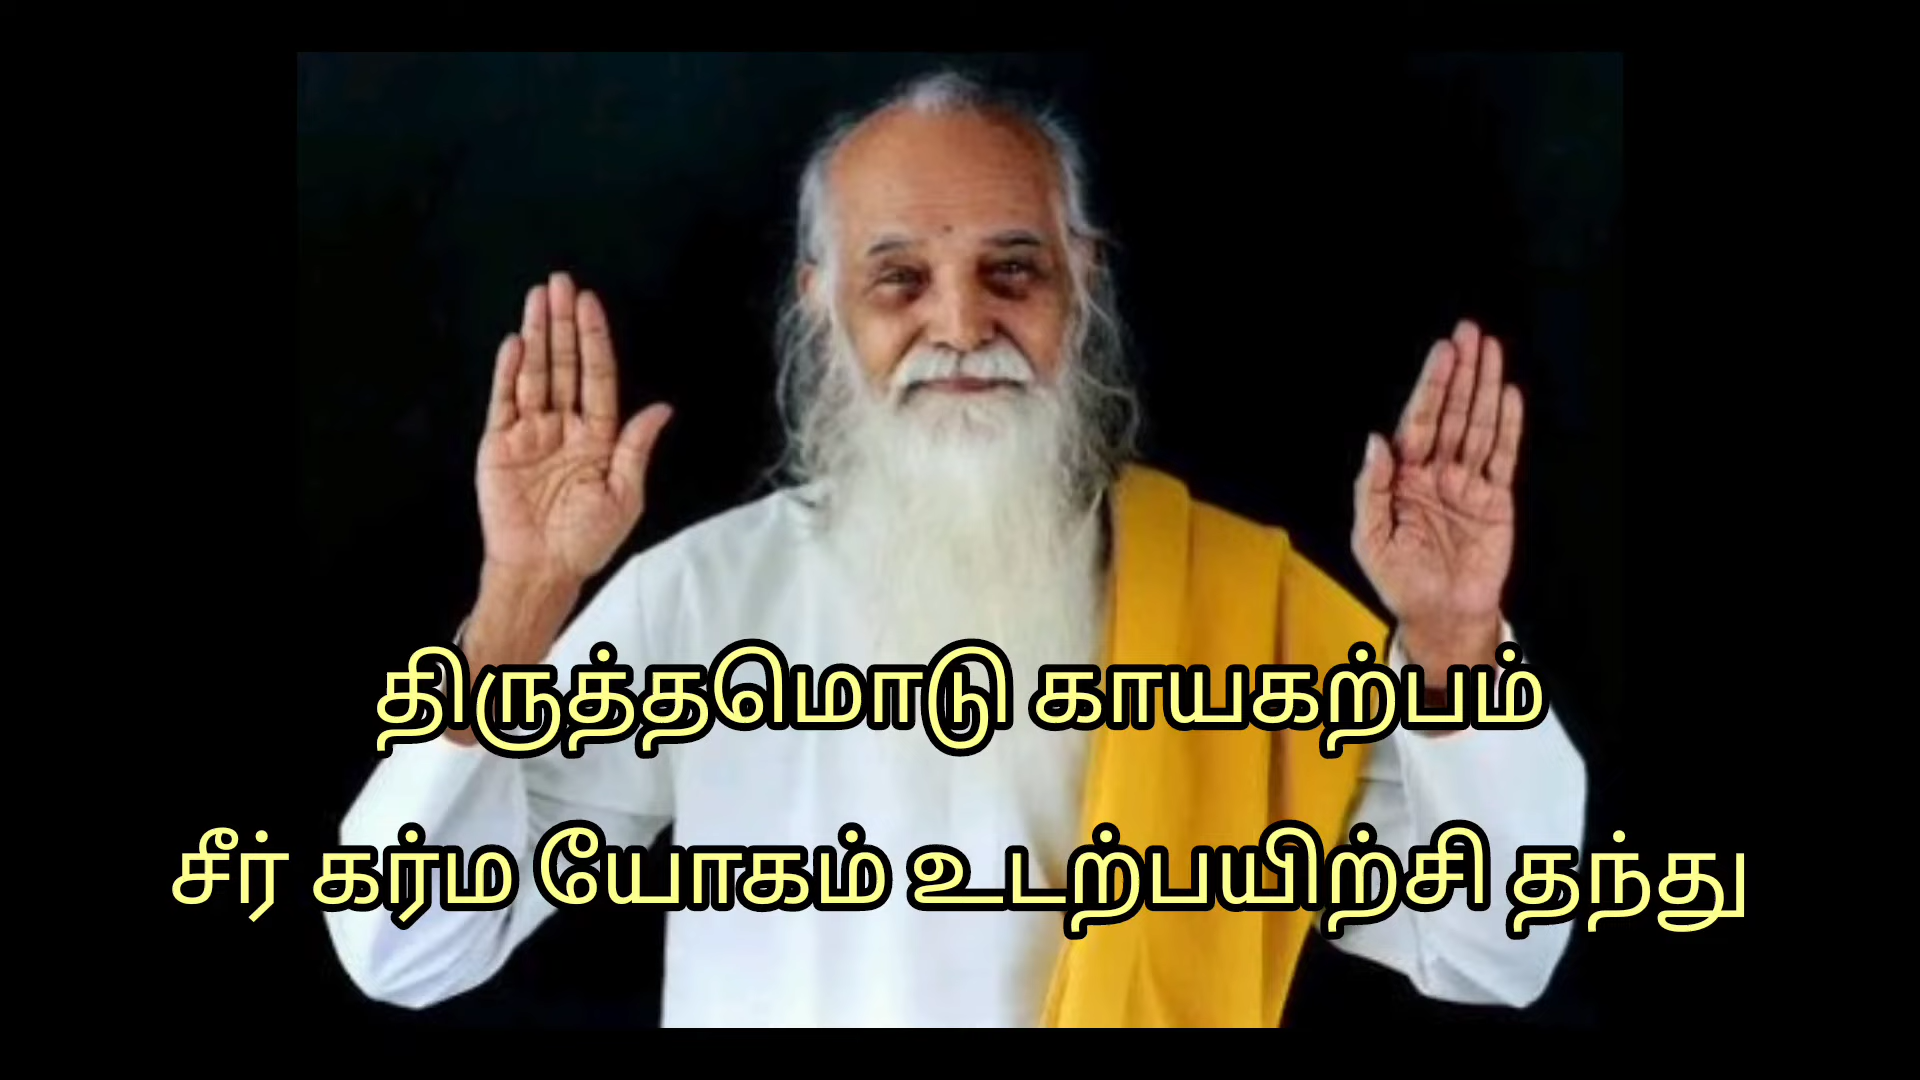 திருத்தமொடு காயகற்பம்
சீர் கர்ம யோகம் உடற்பயிற்சி தந்து